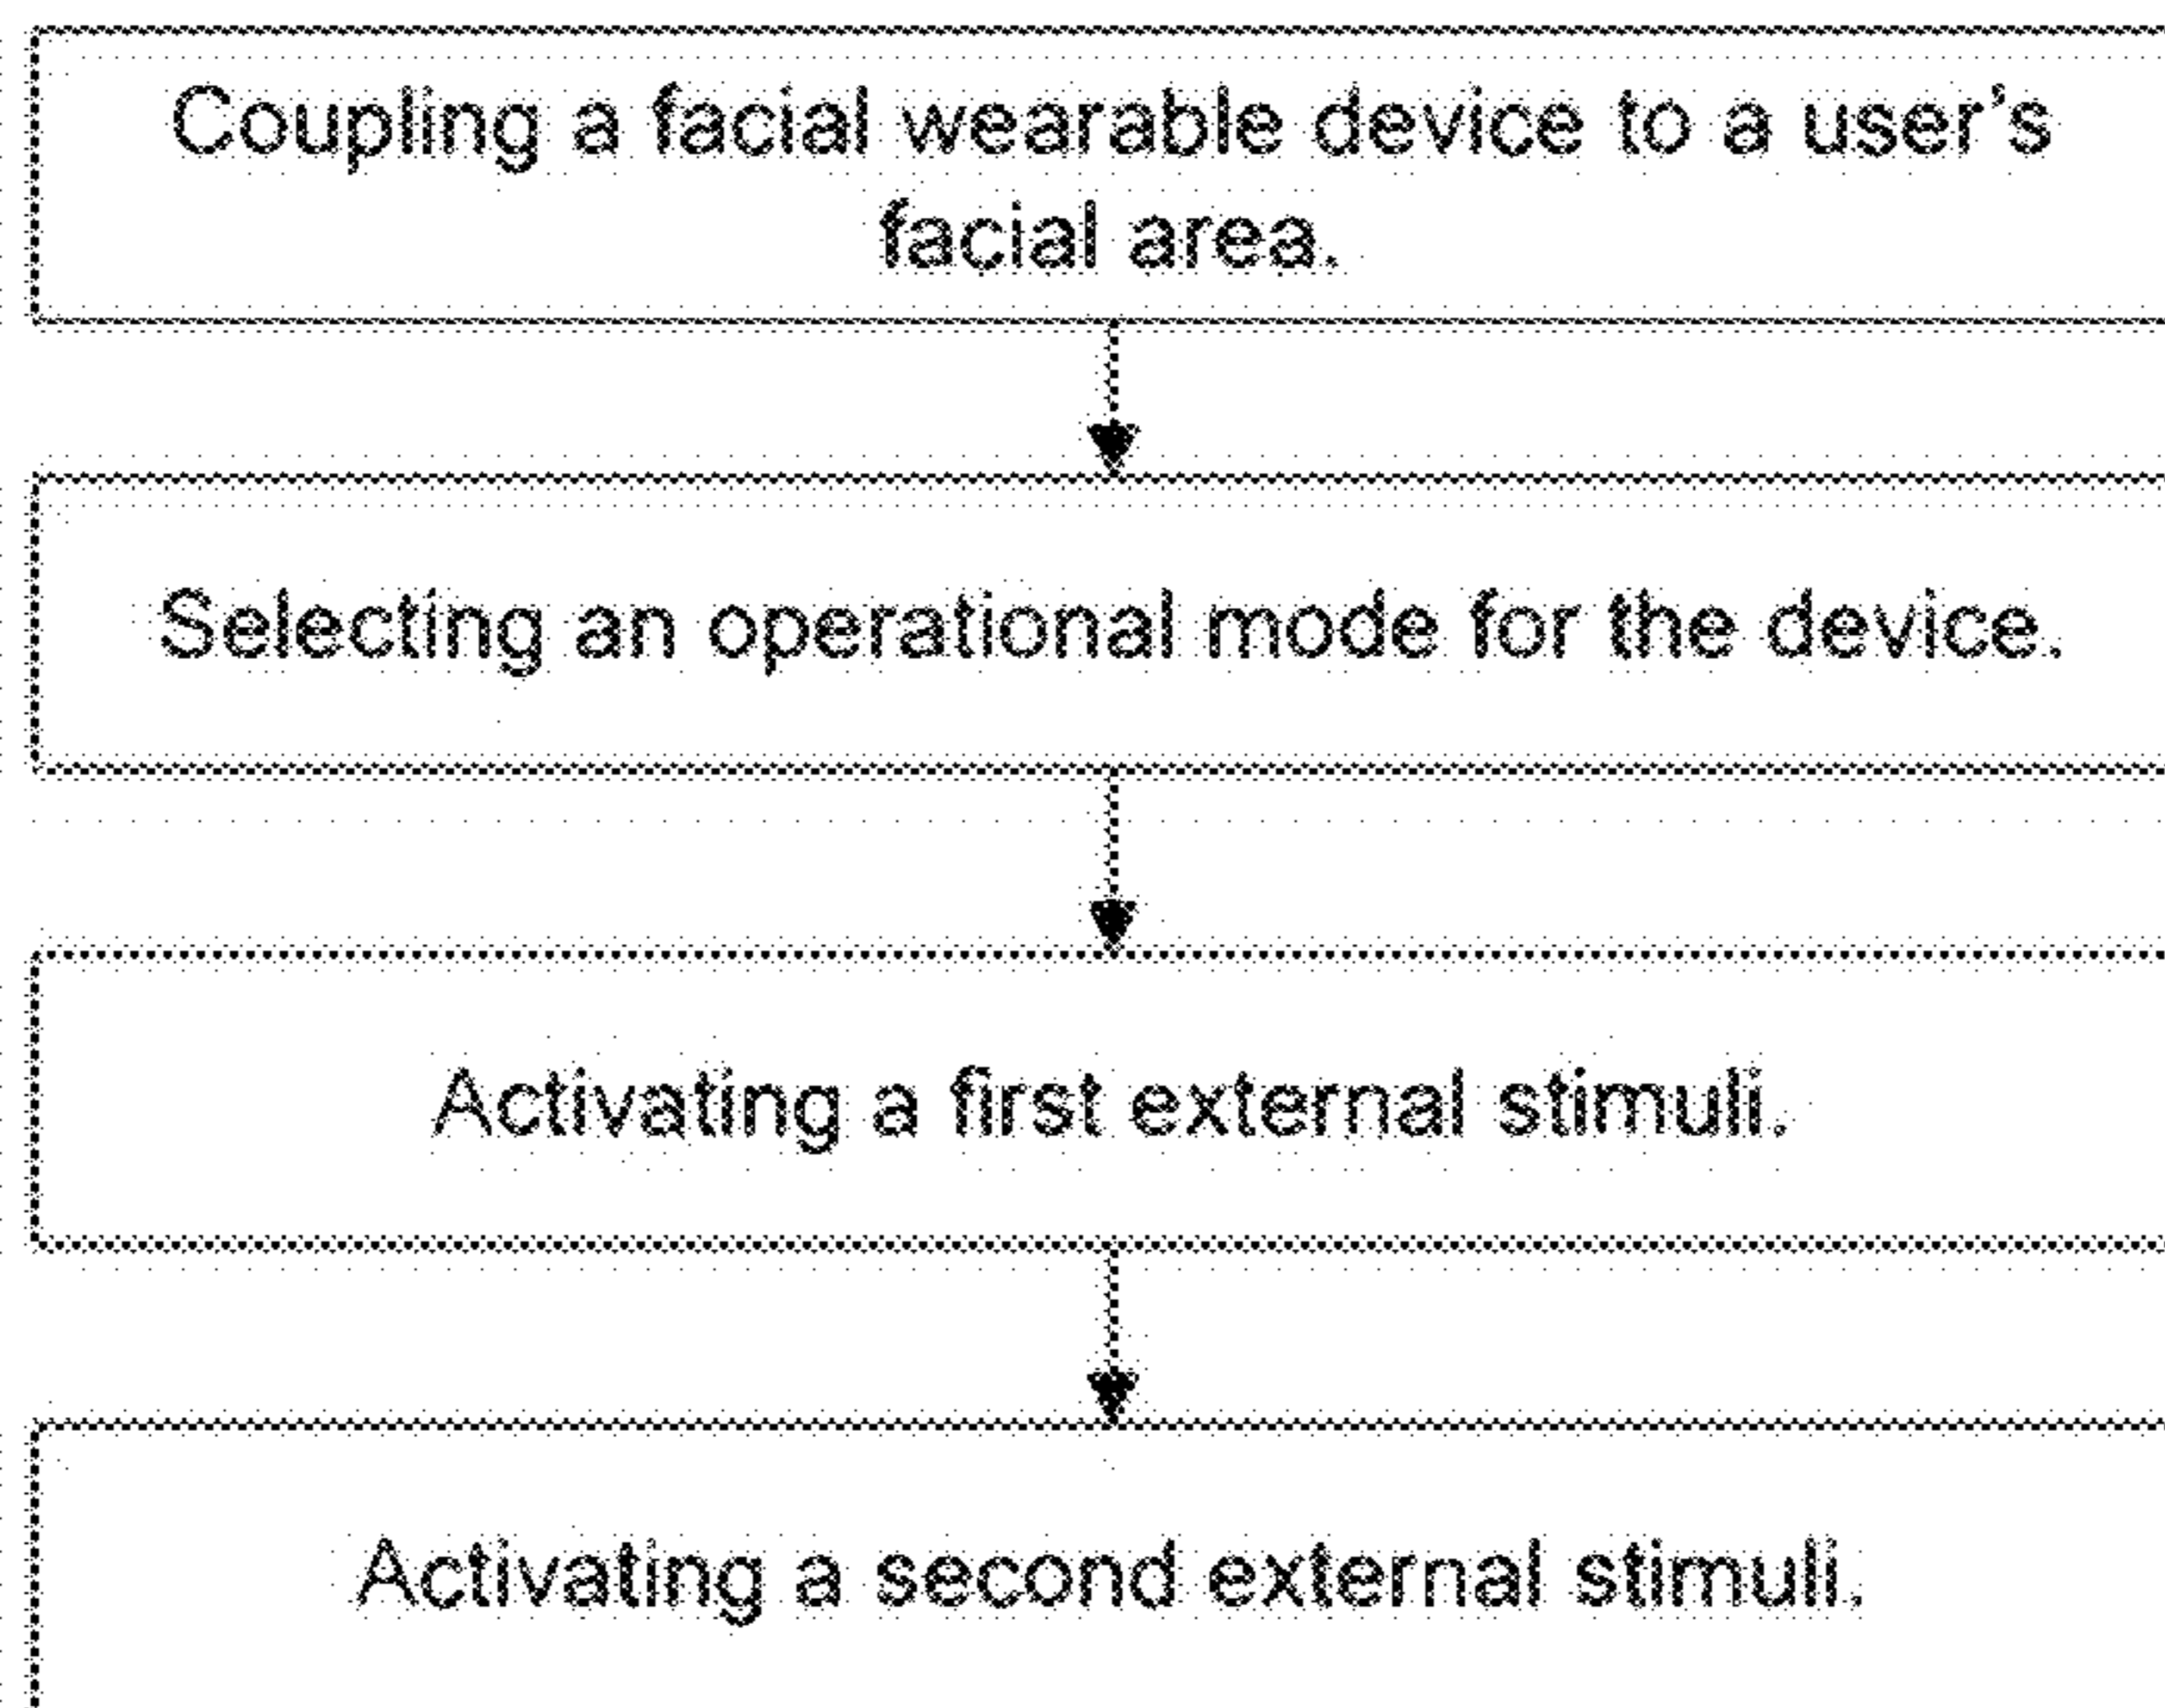 Coupling a facial wearable device to a user's
facial area.
Selecting an operational mode for the device.
Activating a first external stimuli.
Activating a second external stimuli.